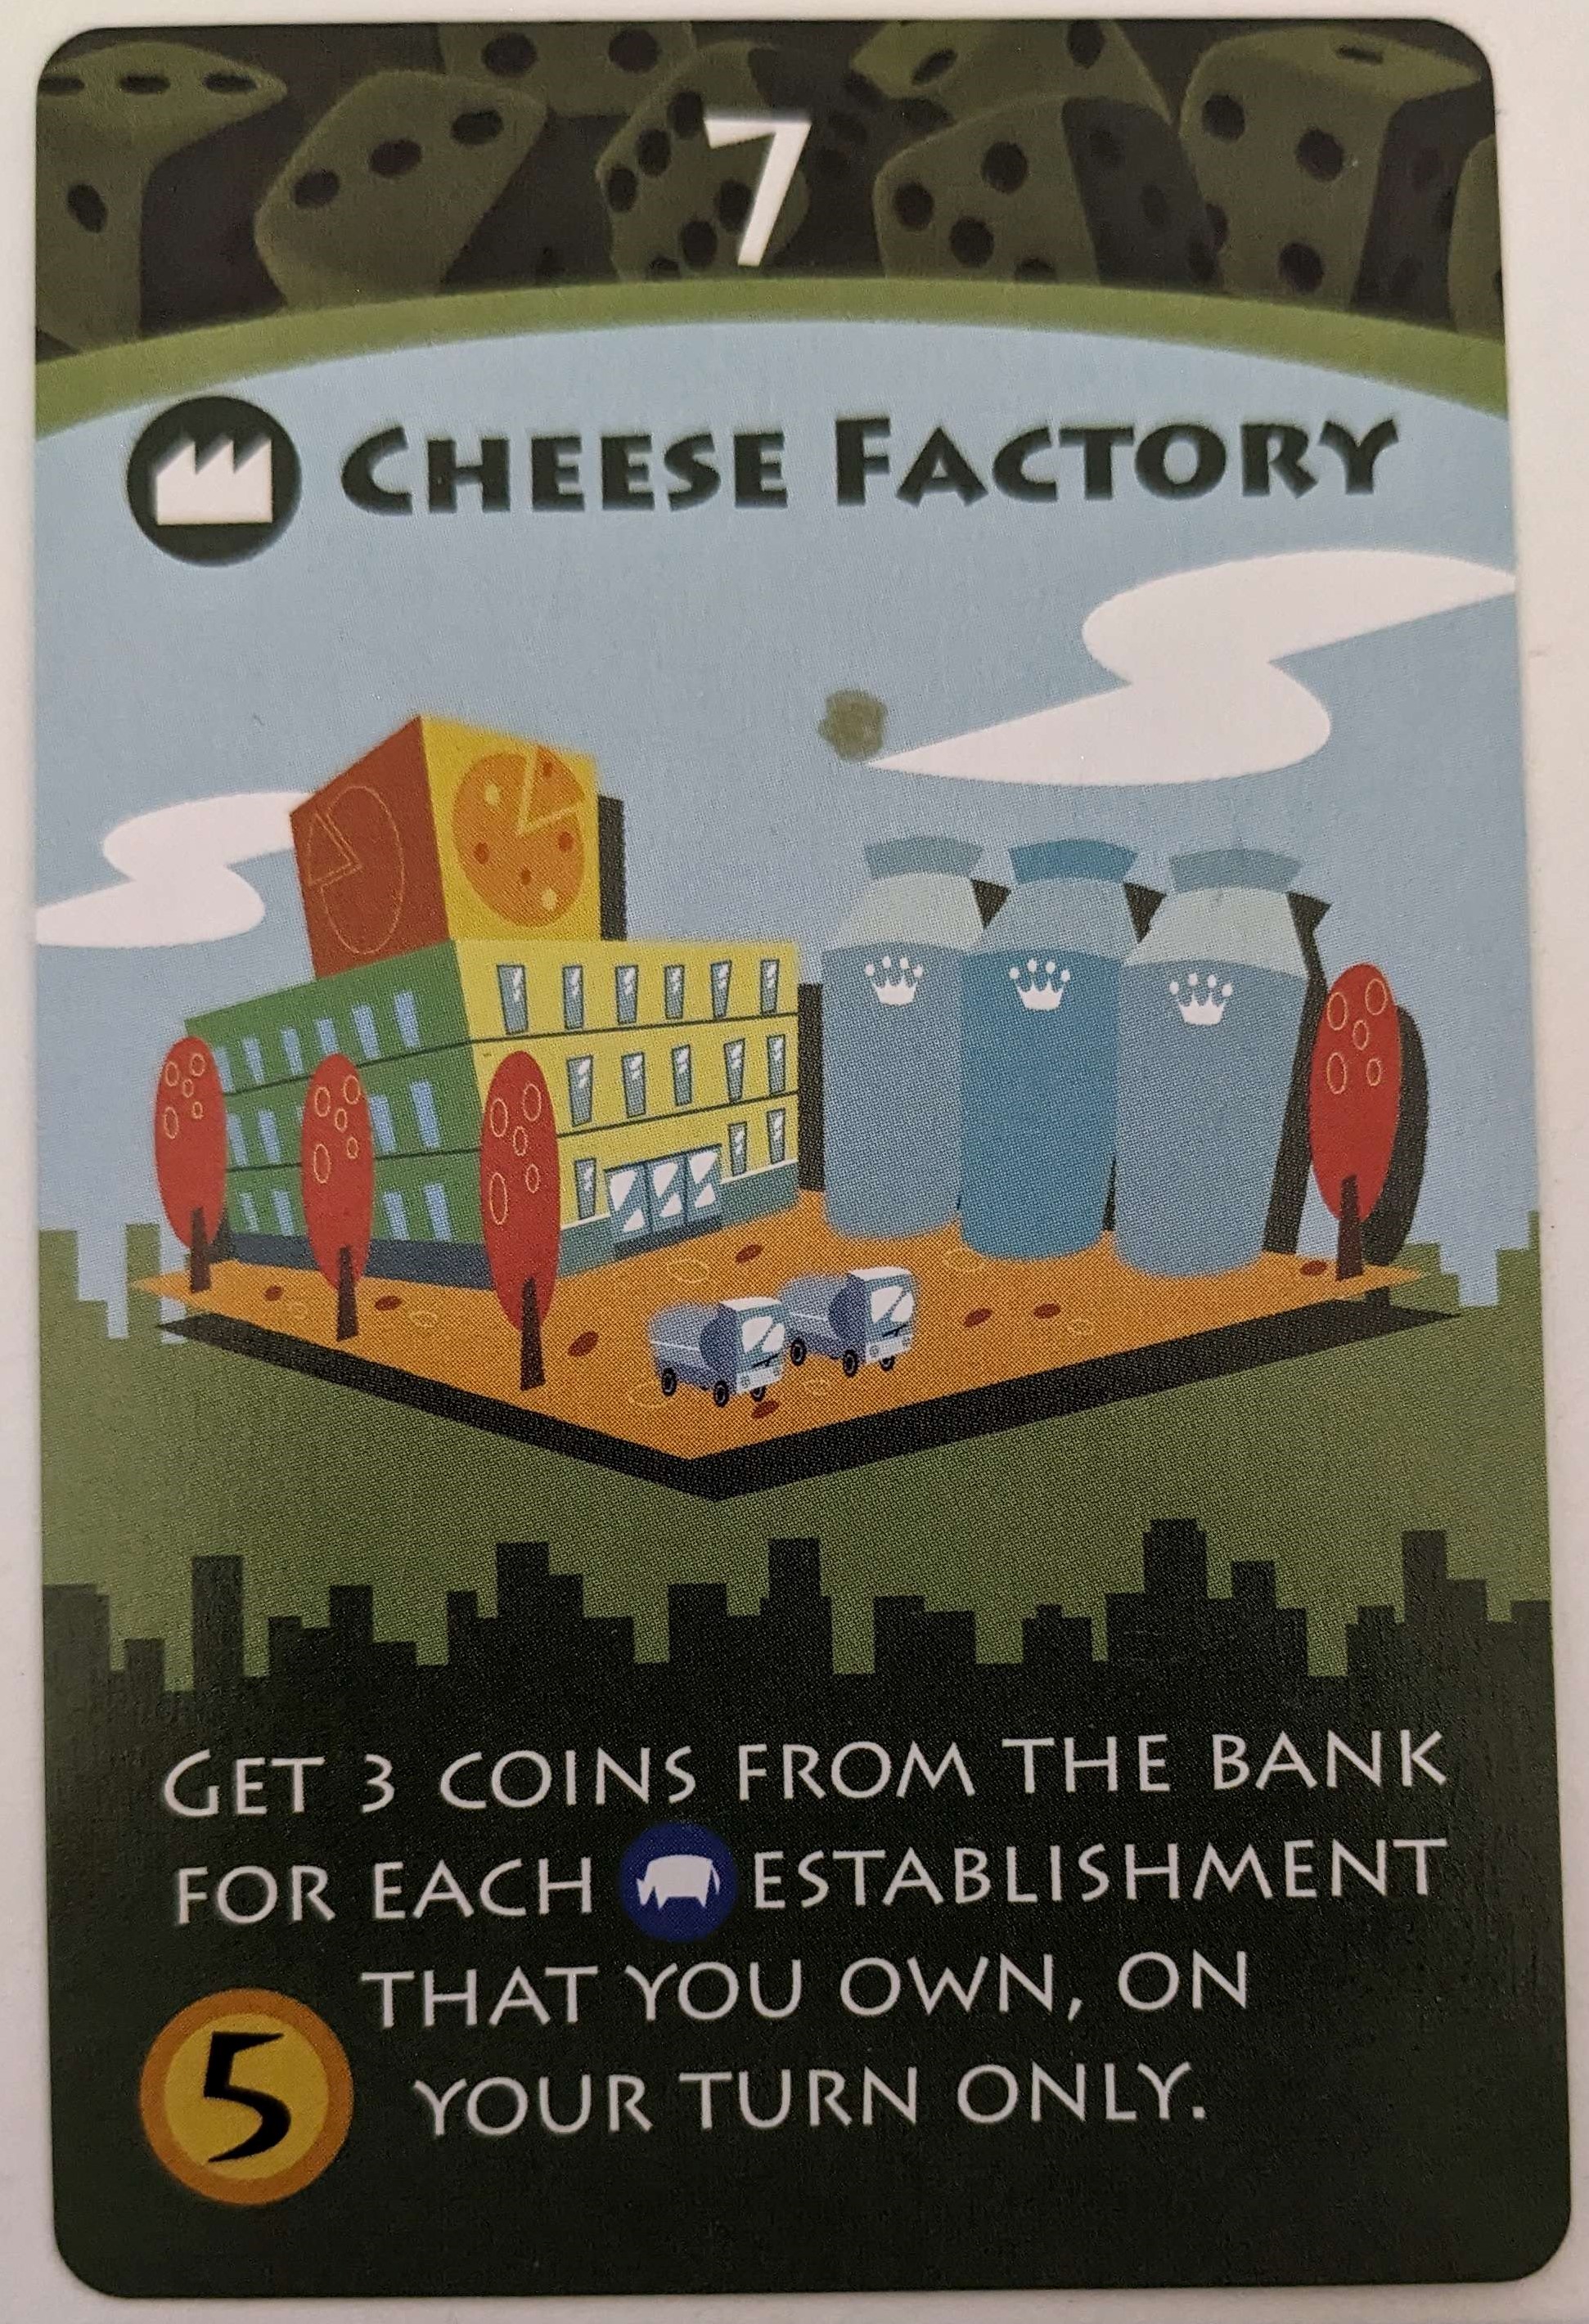 7
CHEESE FACTORY
GET 3 COINS FROM THE BANK
FOR EACH ESTABLISHMENT
THAT YOU OWN, ON
YOUR TURN ONLY.
5